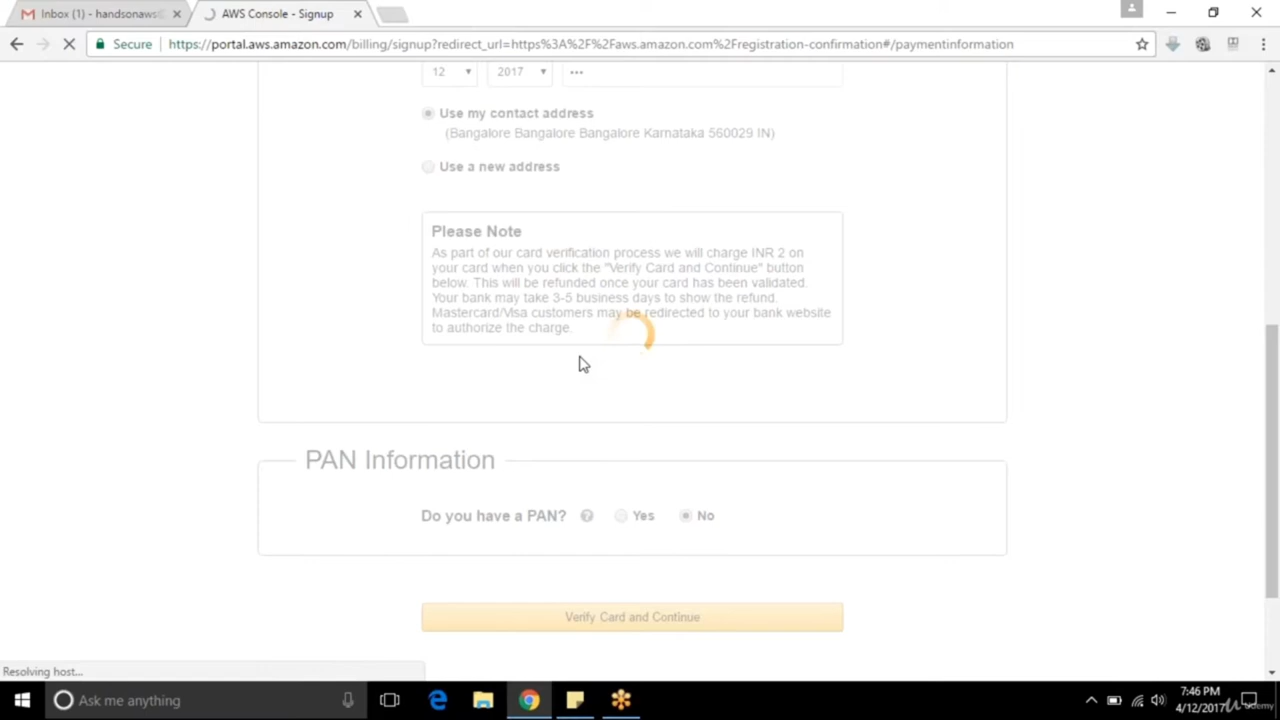 Inbox (1) - handsonaws
AWS Console - Signup
Secure
https://portal.aws.amazon.com/billing/signup?redirect_url=https%3A%2F%2Faws.amazon.com%2Fregistration-confirmation#/paymentinformation
12
2017
•••
Use my contact address
(Bangalore Bangalore Bangalore Karnataka 560029 IN)
Use a new address
Please Note
As part of our card verification process we will charge INR 2 on
your card when you click the "Verify Card and Continue" button
below. This will be refunded once your card has been validated.
Your bank may take 3-5 business days to show the refund.
Mastercard/Visa customers may be redirected to your bank website
to authorize the charge.
PAN Information
Do you have a PAN? ? Yes No
Verify Card and Continue
Resolving host...
Ask me anything
7:46 PM
4/12/2017
Udemy